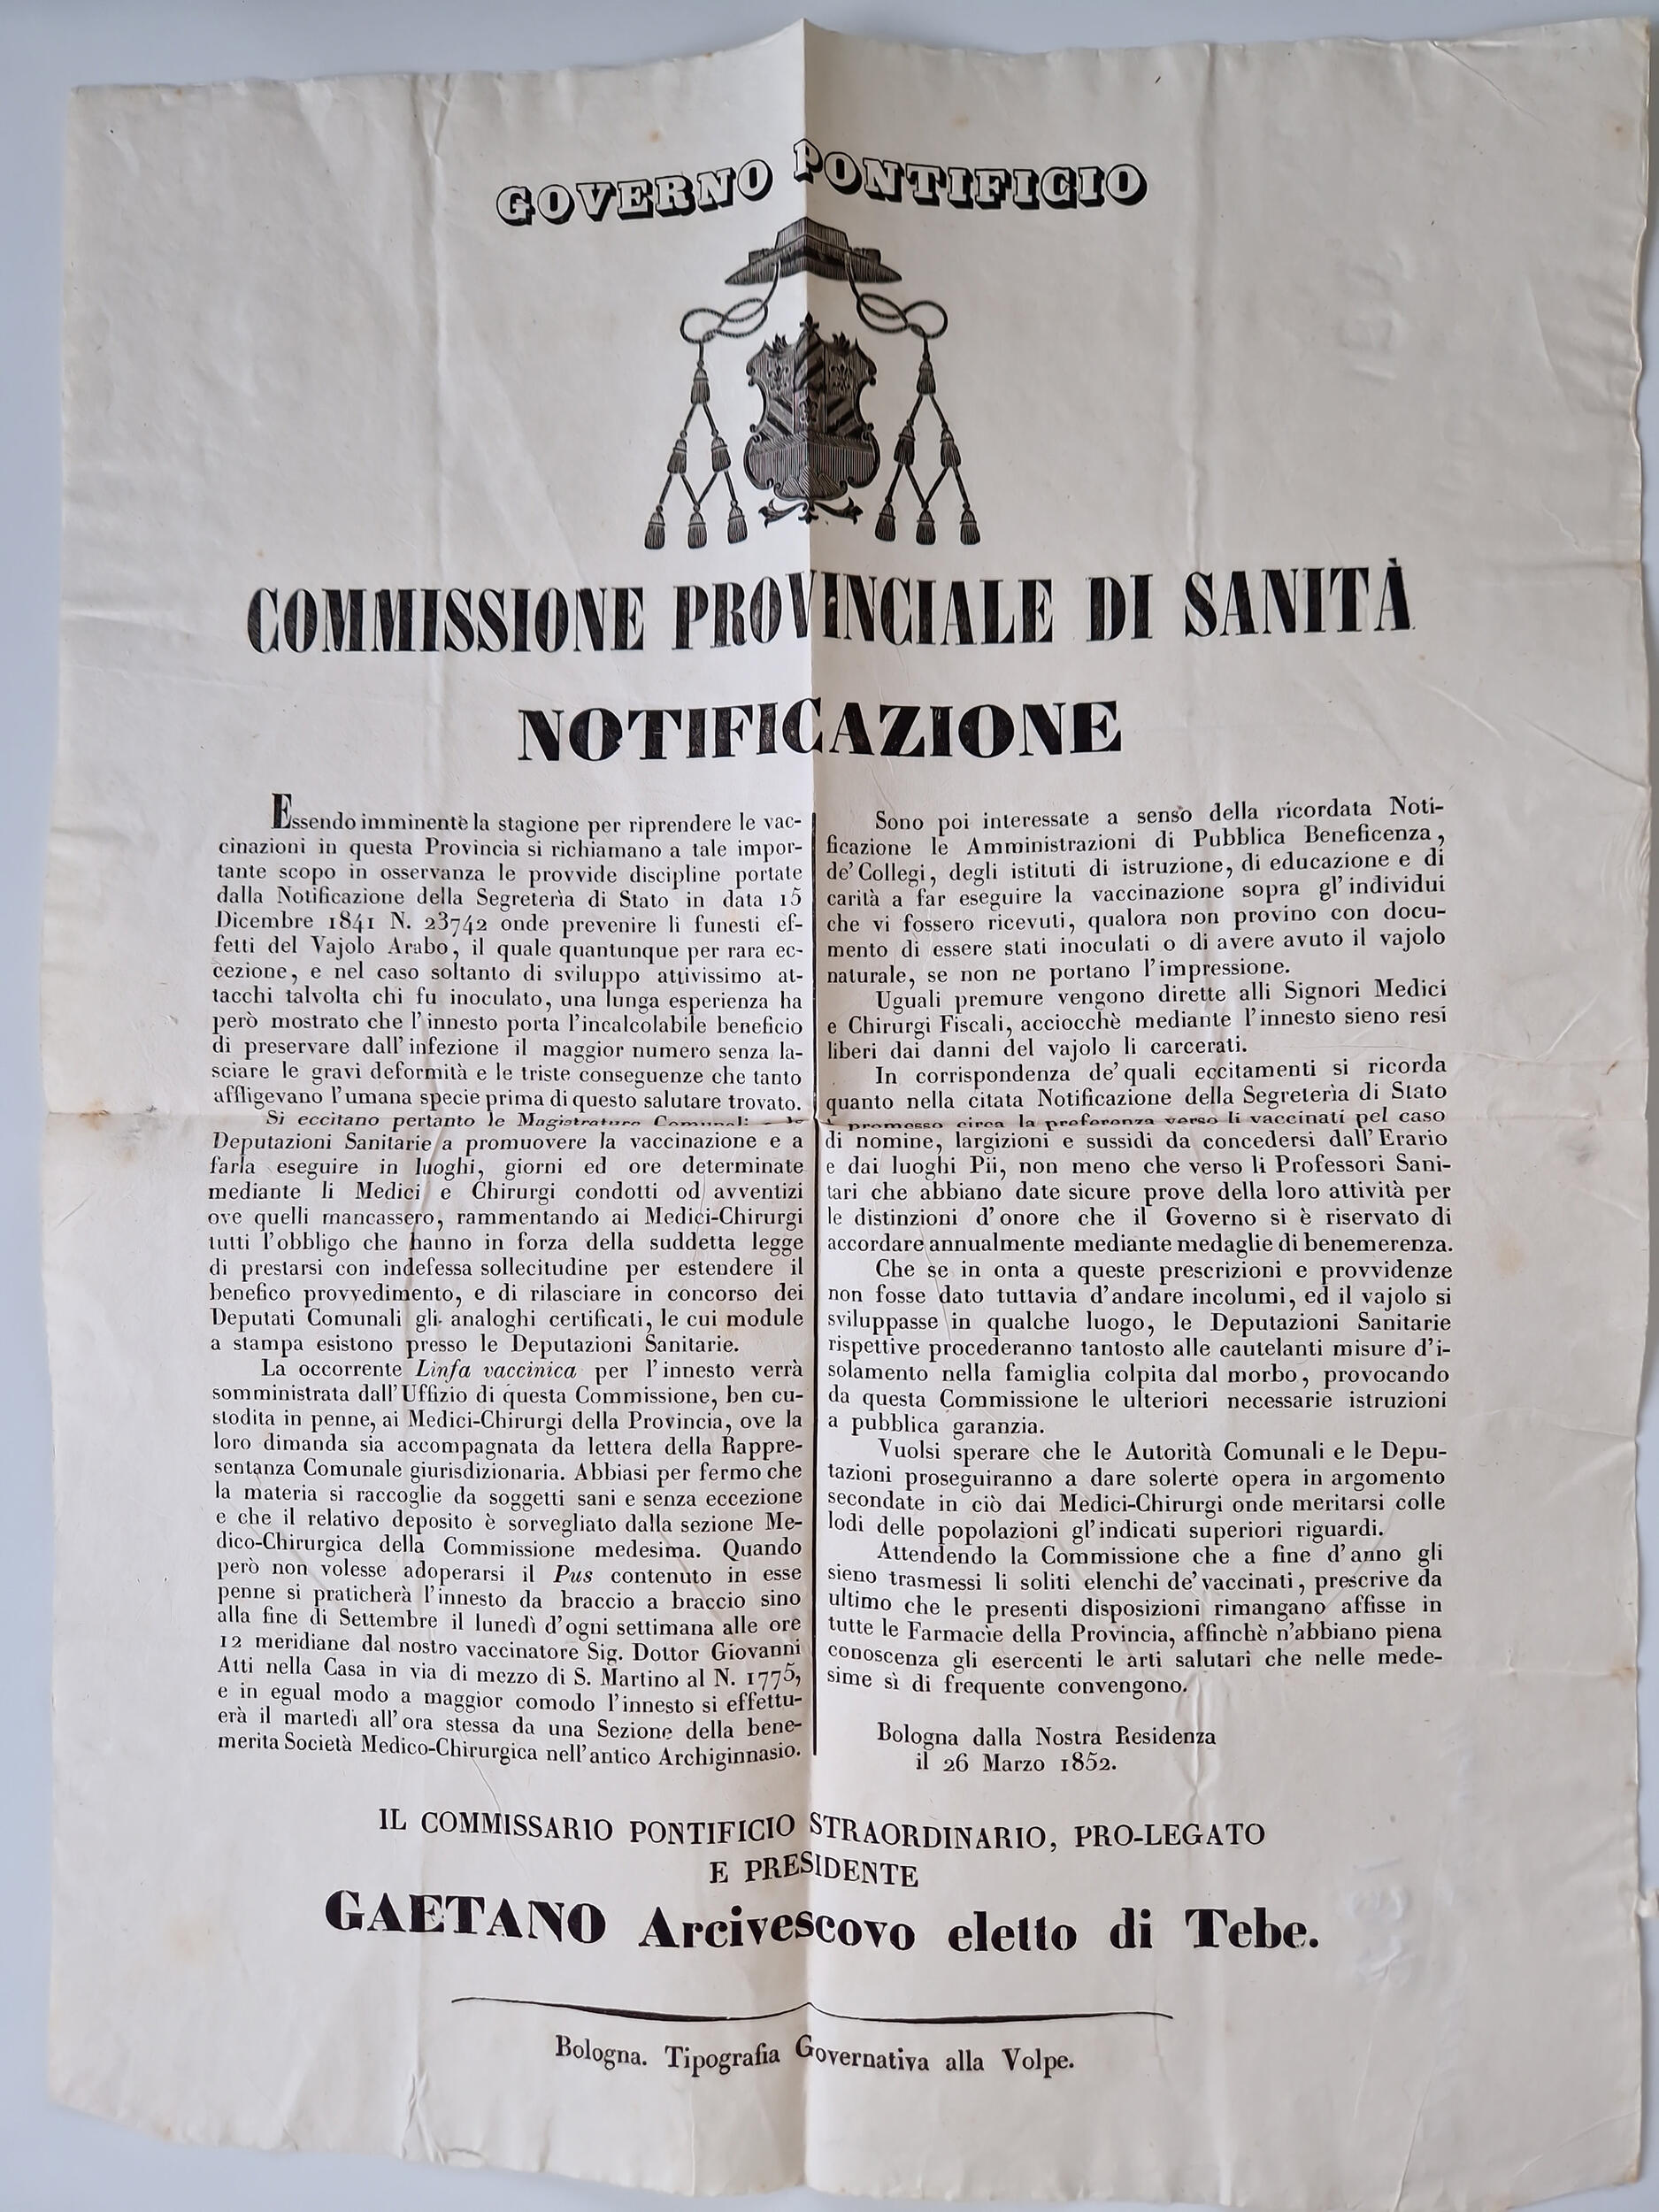 GOVERNO PONTIFICIO
COMMISSIONE PROVINCIALE DI SANITÀ
NOTIFICAZIONE
Essendo imminente la stagione per riprendere le vac-
cinazioni in questa Provincia si richiamano a tale impor-
tante scopo in osservanza le provvide discipline portate
dalla Notificazione della Segreterìa di Stato in data 15
Dicembre 1841 N. 23742 onde prevenire li funesti ef-
fetti del Vajolo Arabo, il quale quantunque per rara ec-
cezione, e nel caso soltanto di sviluppo attivissimo at-
tacchi talvolta chi fu inoculato, una lunga esperienza ha
però mostrato che l'innesto porta l'incalcolabile beneficio
di preservare dall'infezione il maggior numero senza la-
sciare le gravi deformità e le triste conseguenze che tanto
affligevano l'umana specie prima di questo salutare trovato.
Si eccitano pertanto le Magistrature Comunali e le
Deputazioni Sanitarie a promuovere la vaccinazione e a
farla eseguire in luoghi, giorni ed ore determinate
mediante li Medici e Chirurgi condotti od avventizi
ove quelli mancassero, rammentando ai Medici-Chirurgi
tutti l'obbligo che hanno in forza della suddetta legge
di prestarsi con indefessa sollecitudine per estendere il
benefico provvedimento, e di rilasciare in concorso dei
Deputati Comunali gli analoghi certificati, le cui module
a stampa esistono presso le Deputazioni Sanitarie.
La occorrente Linfa vaccinica per l'innesto verrà
somministrata dall'Uffizio di questa Commissione, ben cu-
stodita in penne, ai Medici-Chirurgi della Provincia, ove la
loro dimanda sia accompagnata da lettera della Rappre-
sentanza Comunale giurisdizionaria. Abbiasi per fermo che
la materia si raccoglie da soggetti sani e senza eccezione
e che il relativo deposito è sorvegliato dalla sezione Me-
dico-Chirurgica della Commissione medesima. Quando
però non volesse adoperarsi il Pus contenuto in esse
penne si praticherà l'innesto da braccio a braccio sino
alla fine di Settembre il lunedì d'ogni settimana alle ore
12 meridiane dal nostro vaccinatore Sig. Dottor Giovanni
Atti nella Casa in via di mezzo di S. Martino al N. 1775,
e in egual modo a maggior comodo l'innesto si effettu-
erà il martedì all'ora stessa da una Sezione della bene-
merita Società Medico-Chirurgica nell'antico Archiginnasio.
Sono poi interessate a senso della ricordata Noti-
ficazione le Amministrazioni di Pubblica Beneficenza,
de' Collegi, degli istituti di istruzione, di educazione e di
carità a far eseguire la vaccinazione sopra gl'individui
che vi fossero ricevuti, qualora non provino con docu-
mento di essere stati inoculati o di avere avuto il vajolo
naturale, se non ne portano l'impressione.
Uguali premure vengono dirette alli Signori Medici
e Chirurgi Fiscali, acciocchè mediante l'innesto sieno resi
liberi dai danni del vajolo li carcerati.
In corrispondenza de' quali eccitamenti si ricorda
quanto nella citata Notificazione della Segreterìa di Stato
è promesso circa la preferenza verso li vaccinati pel caso
di nomine, largizioni e sussidi da concedersi dall'Erario
e dai luoghi Pii, non meno che verso li Professori Sani-
tari che abbiano date sicure prove della loro attività per
le distinzioni d'onore che il Governo si è riservato di
accordare annualmente mediante medaglie di benemerenza.
Che se in onta a queste prescrizioni e provvidenze
non fosse dato tuttavia d'andare incolumi, ed il vajolo si
sviluppasse in qualche luogo, le Deputazioni Sanitarie
rispettive procederanno tantosto alle cautelanti misure d'i-
solamento nella famiglia colpita dal morbo, provocando
da questa Commissione le ulteriori necessarie istruzioni
a pubblica garanzia.
Vuolsi sperare che le Autorità Comunali e le Depu-
tazioni proseguiranno a dare solerte opera in argomento
secondate in ciò dai Medici-Chirurgi onde meritarsi colle
lodi delle popolazioni gl'indicati superiori riguardi.
Attendendo la Commissione che a fine d'anno gli
sieno trasmessi li soliti elenchi de' vaccinati, prescrive da
ultimo che le presenti disposizioni rimangano affisse in
tutte le Farmacìe della Provincia, affinchè n'abbiano piena
conoscenza gli esercenti le arti salutari che nelle mede-
sime sì di frequente convengono.
Bologna dalla Nostra Residenza
il 26 Marzo 1852.
IL COMMISSARIO PONTIFICIO STRAORDINARIO, PRO-LEGATO
E PRESIDENTE
GAETANO Arcivescovo eletto di Tebe.
Bologna. Tipografia Governativa alla Volpe.